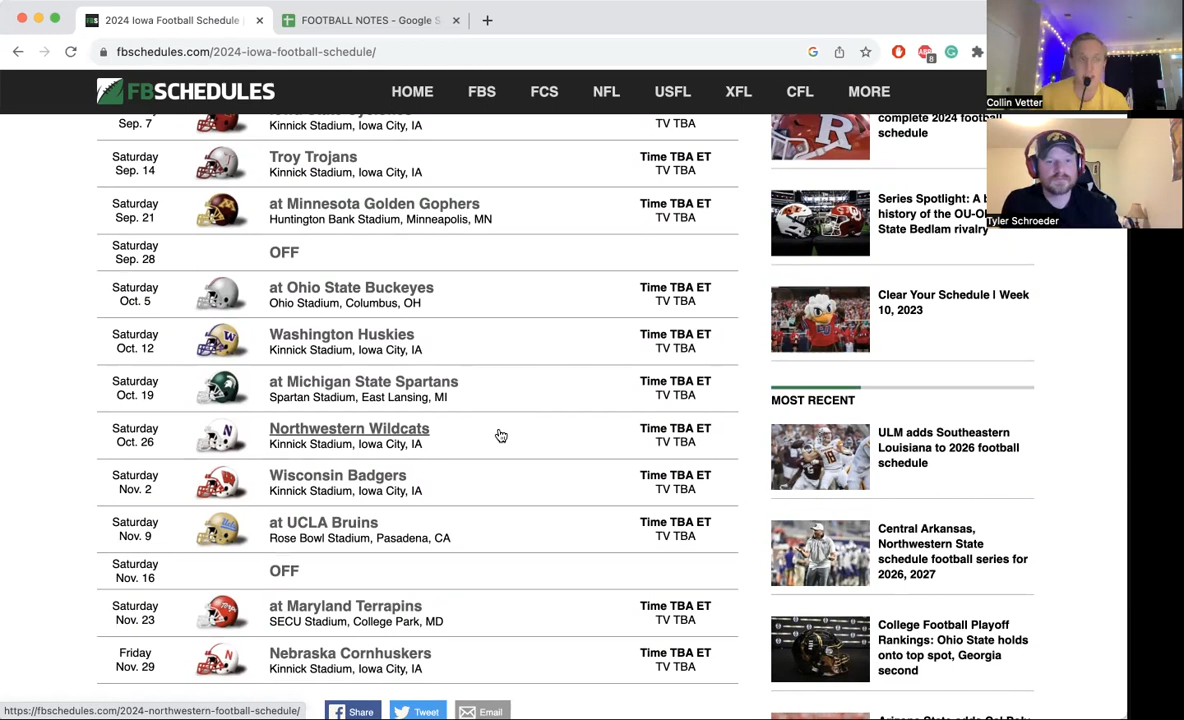 2024 Iowa Football Schedule
FOOTBALL NOTES - Google S
fbschedules.com/2024-iowa-football-schedule/
8
Collin Vetter
FBSCHEDULES
HOME
FBS
FCS
NFL
USFL
XFL
CFL
MORE
Sep. 7
Kinnick Stadium, Iowa City, IA
TV TBA
Saturday
Sep. 14
Troy Trojans
Kinnick Stadium, Iowa City, IA
Time TBA ET
TV TBA
Saturday
Sep. 21
at Minnesota Golden Gophers
Huntington Bank Stadium, Minneapolis, MN
Time TBA ET
TV TBA
Saturday
Sep. 28
OFF
Saturday
Oct. 5
at Ohio State Buckeyes
Ohio Stadium, Columbus, OH
Time TBA ET
TV TBA
Saturday
Oct. 12
Washington Huskies
Kinnick Stadium, Iowa City, IA
Time TBA ET
TV TBA
Saturday
Oct. 19
at Michigan State Spartans
Spartan Stadium, East Lansing, MI
Time TBA ET
TV TBA
Saturday
Oct. 26
Northwestern Wildcats
Kinnick Stadium, Iowa City, IA
Time TBA ET
TV TBA
Saturday
Nov. 2
Wisconsin Badgers
Kinnick Stadium, Iowa City, IA
Time TBA ET
TV TBA
Saturday
Nov. 9
at UCLA Bruins
Rose Bowl Stadium, Pasadena, CA
Time TBA ET
TV TBA
Saturday
Nov. 16
OFF
Saturday
Nov. 23
at Maryland Terrapins
SECU Stadium, College Park, MD
Time TBA ET
TV TBA
Friday
Nov. 29
Nebraska Cornhuskers
Kinnick Stadium, Iowa City, IA
Time TBA ET
TV TBA
Share
Tweet
Email
https://fbschedules.com/2024-northwestern-football-schedule/
complete 2024 football
schedule
Tyler Schroeder
Series Spotlight: A b
history of the OU-O
State Bedlam rivalry
Clear Your Schedule | Week
10, 2023
MOST RECENT
ULM adds Southeastern
Louisiana to 2026 football
schedule
Central Arkansas,
Northwestern State
schedule football series for
2026, 2027
College Football Playoff
Rankings: Ohio State holds
onto top spot, Georgia
second